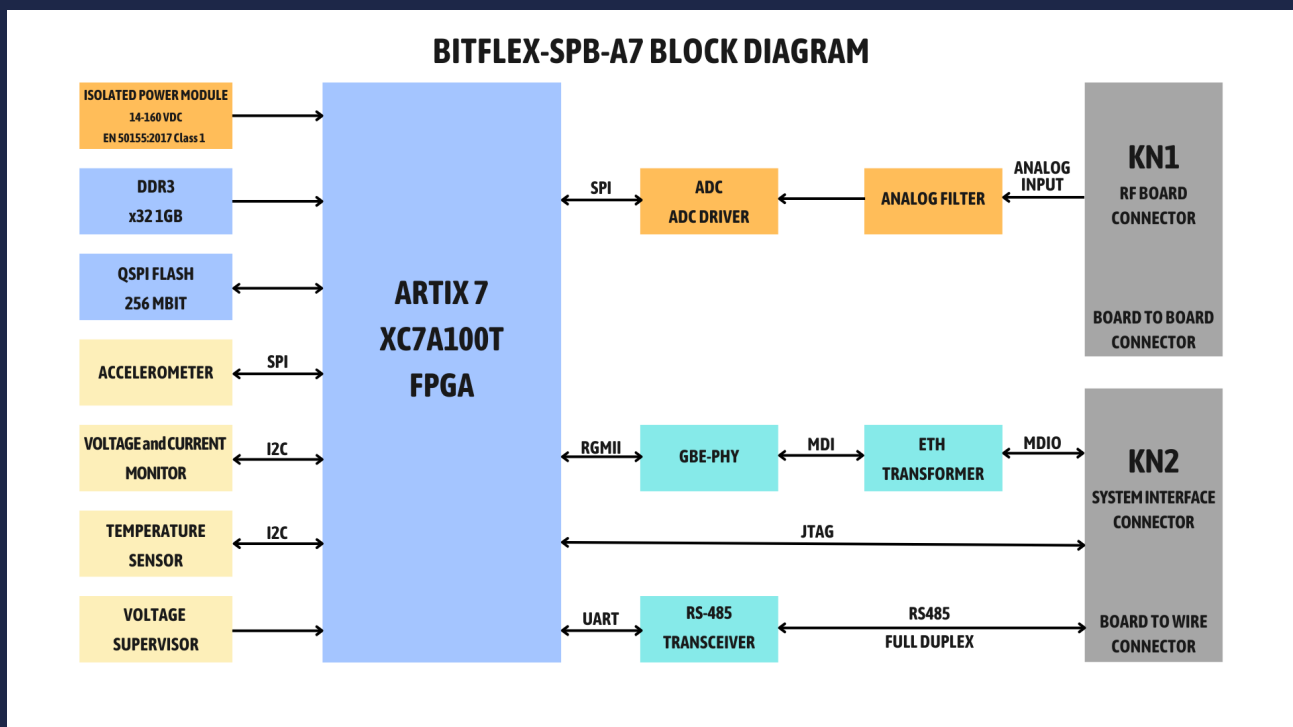 BITFLEX-SPB-A7 BLOCK DIAGRAM
ISOLATED POWER MODULE
14-160 VDC
EN 50155:2017 Class 1
DDR3
x32 1GB
QSPI FLASH
256 MBIT
ACCELEROMETER
SPI
VOLTAGE and CURRENT
MONITOR
I2C
TEMPERATURE
SENSOR
I2C
VOLTAGE
SUPERVISOR
ARTIX 7
XC7A100T
FPGA
SPI
ADC
ADC DRIVER
ANALOG FILTER
ANALOG
INPUT
KN1
RF BOARD
CONNECTOR
BOARD TO BOARD
CONNECTOR
RGMII
GBE-PHY
MDI
ETH
TRANSFORMER
MDIO
KN2
SYSTEM INTERFACE
CONNECTOR
JTAG
UART
RS-485
TRANSCEIVER
RS485
FULL DUPLEX
BOARD TO WIRE
CONNECTOR